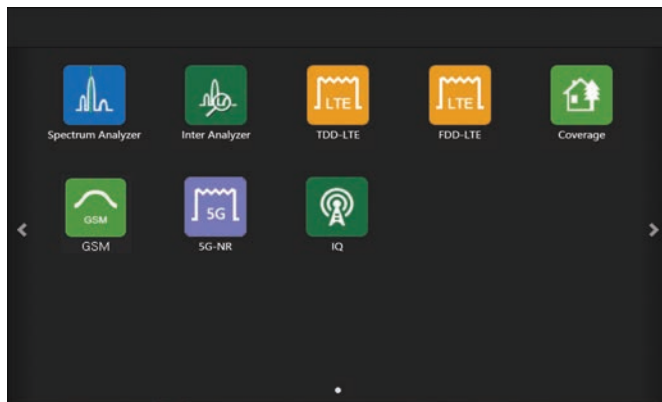 LTE
LTE
Spectrum Analyzer
Inter Analyzer
TDD-LTE
FDD-LTE
Coverage
GSM
5G
GSM
5G-NR
IQ